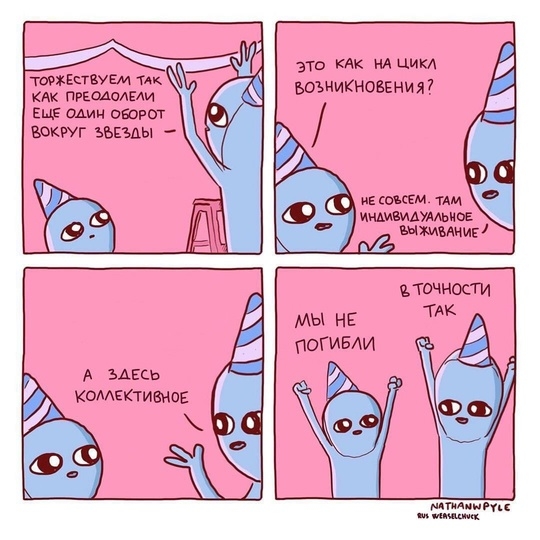 ТОРЖЕСТВУЕМ ТАК
КАК ПРЕОДОЛЕЛИ
ЕЩЕ ОДИН ОБОРОТ
ВОКРУГ ЗВЕЗДЫ
ЭТО КАК НА ЦИКЛ
ВОЗНИКНОВЕНИЯ?
НЕ СОВСЕМ. ТАМ
ИНДИВИДУАЛЬНОЕ
ВЫЖИВАНИЕ
А ЗДЕСЬ
КОЛЛЕКТИВНОЕ
МЫ НЕ
ПОГИБЛИ
В ТОЧНОСТИ
ТАК
NATHANWPYLE
RUS WEASELCHUCK